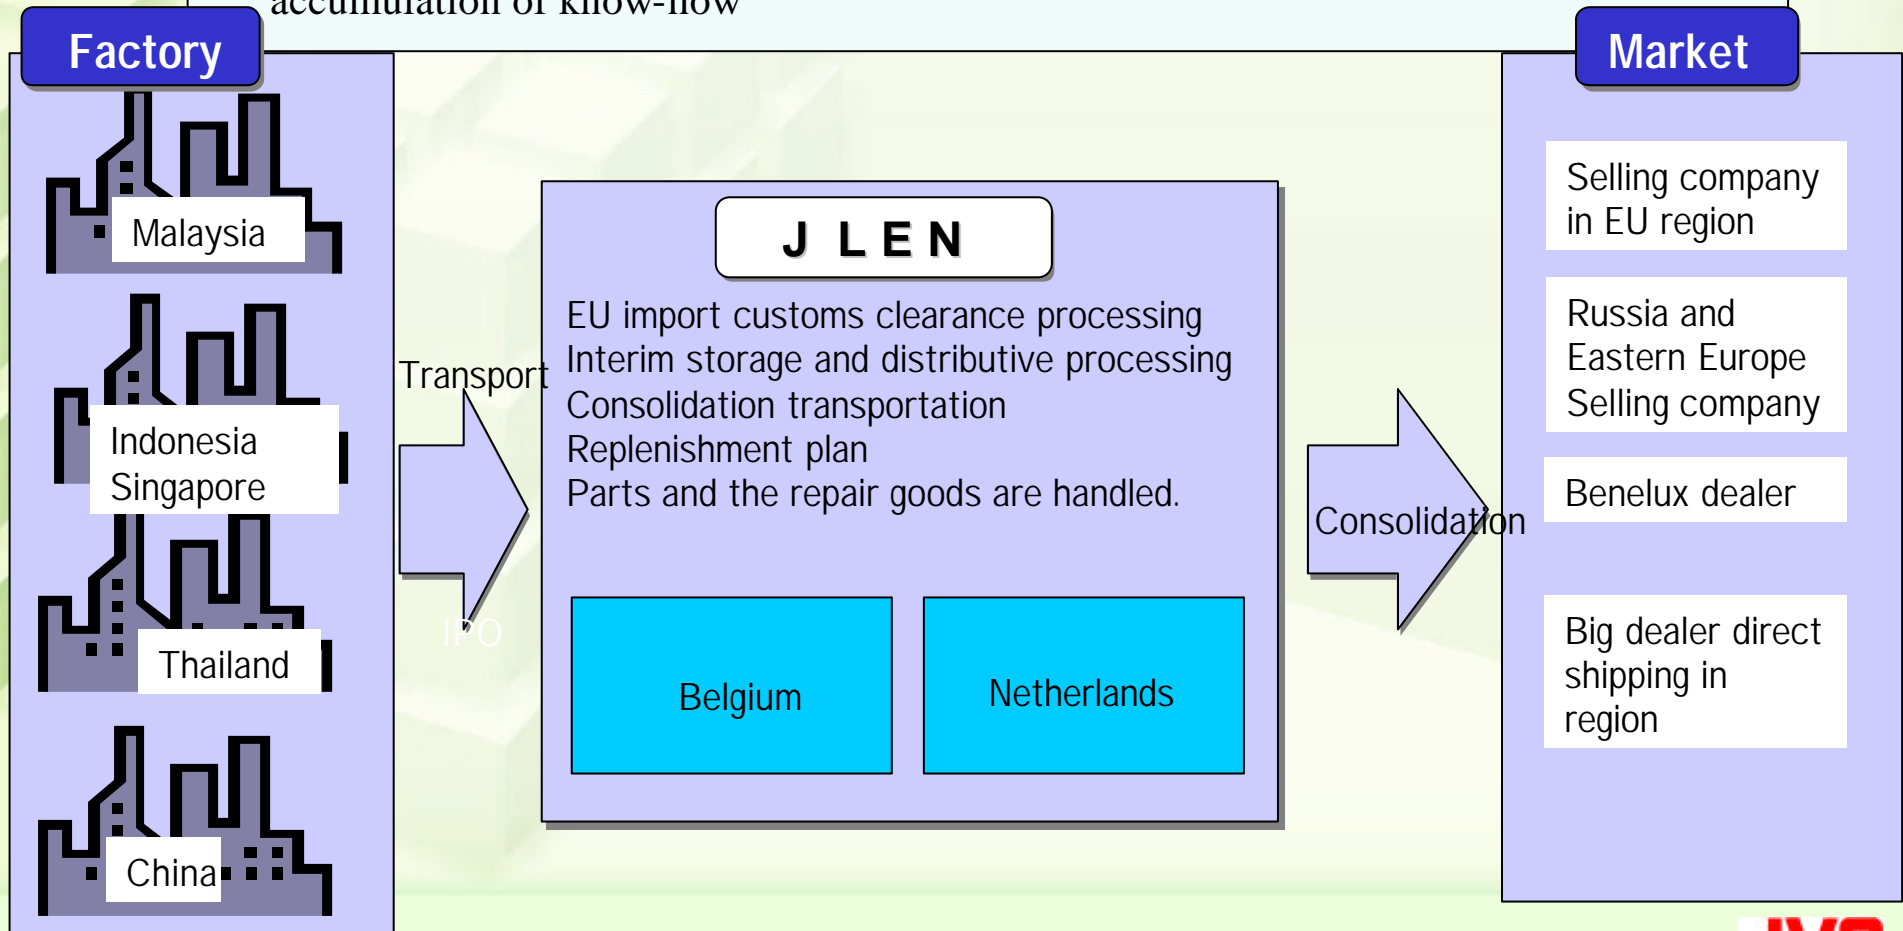 accumulation of know-how
Factory
Market
Malaysia
Indonesia
Singapore
Thailand
China
Transport
IPO
J LEN
EU import customs clearance processing
Interim storage and distributive processing
Consolidation transportation
Replenishment plan
Parts and the repair goods are handled.
Belgium
Netherlands
Consolidation
Selling company
in EU region
Russia and
Eastern Europe
Selling company
Benelux dealer
Big dealer direct
shipping in
region